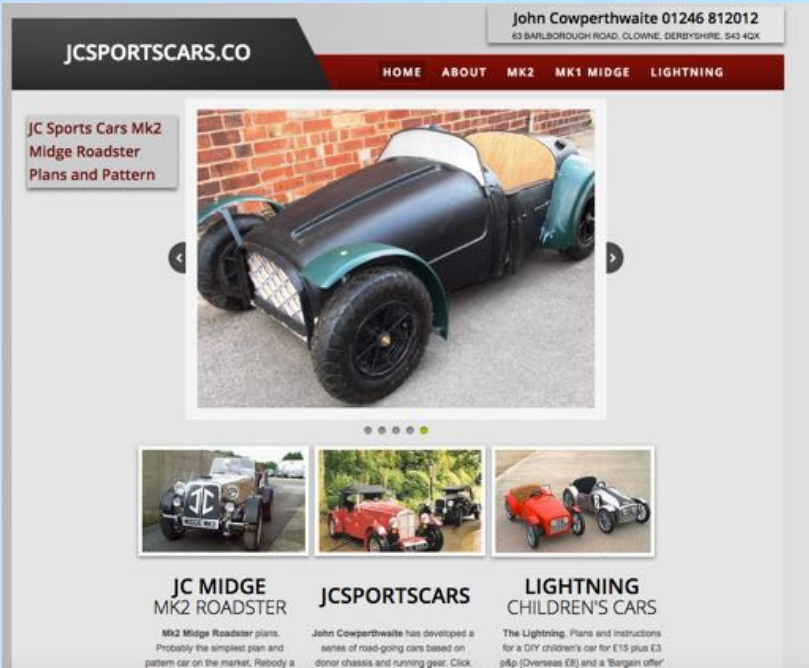 John Cowperthwaite 01246 812012
63 BARLBOROUGH ROAD, CLOWNE, DERBYSHIRE, S43 4QX
JCSPORTSCARS.CO
HOME ABOUT MK2 MK1 MIDGE LIGHTNING
JC Sports Cars Mk2
Midge Roadster
Plans and Pattern
JC
MIDGE MK2
JC MIDGE
MK2 ROADSTER
Mk2 Midge Roadster plans.
Probably the simplest plan and
pattern car on the market. Rebody a
JCSPORTSCARS
John Cowperthwaite has developed a
series of road-going cars based on
donor chassis and running gear. Click
LIGHTNING
CHILDREN'S CARS
The Lightning. Plans and instructions
for a DIY children's car for £15 plus £3
p&p (Overseas £8) and a 'Bargain offer'